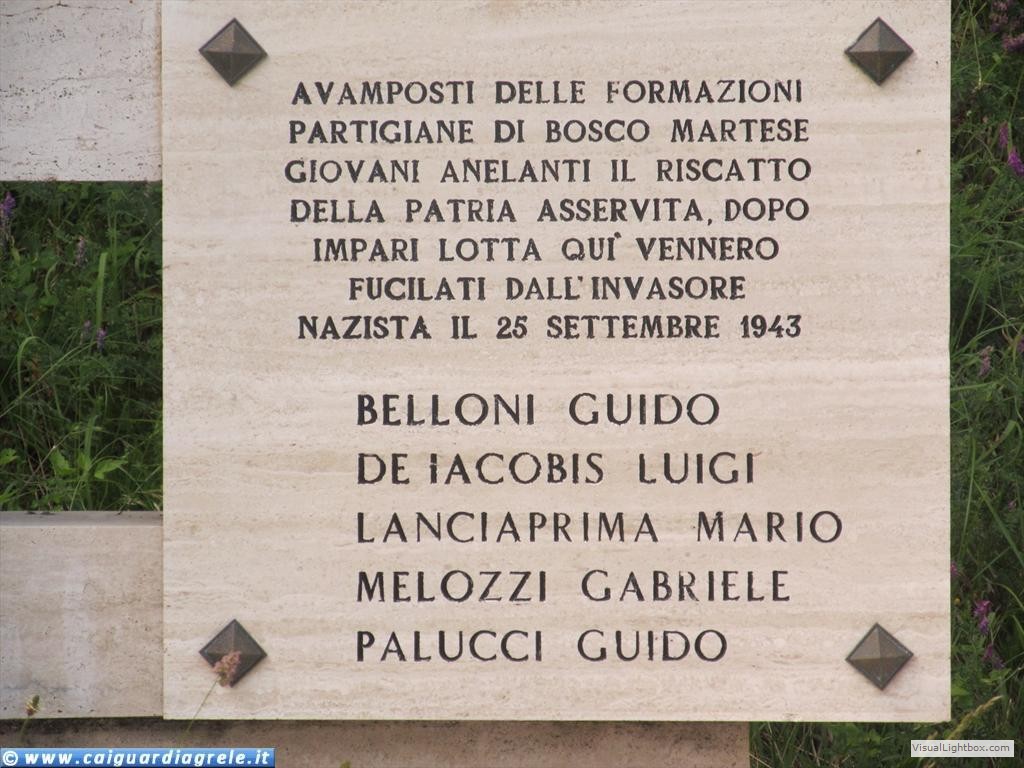 AVAMPOSTI DELLE FORMAZIONI
PARTIGIANE DI BOSCO MARTESE
GIOVANI ANELANTI IL RISCATTO
DELLA PATRIA ASSERVITA, DOPO
IMPARI LOTTA QUI' VENNERO
FUCILATI DALL'INVASORE
NAZISTA IL 25 SETTEMBRE 1943
BELLONI GUIDO
DE IACOBIS LUIGI
LANCIAPRIMA MARIO
MELOZZI GABRIELE
PALUCCI GUIDO
www.caiguardiagrele.it
VisualLightbox.com